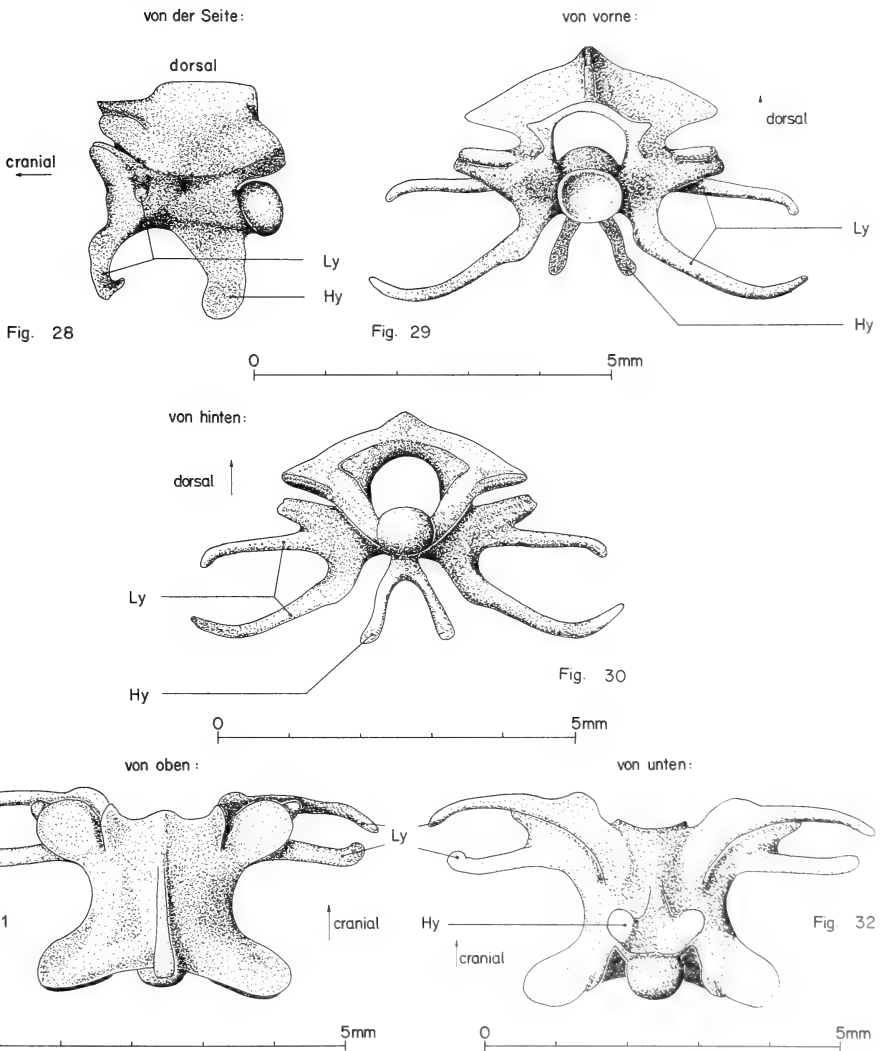 von der Seite:
von vorne:
dorsal
dorsal
cranial
Ly
Ly
Hy
Hy
Fig. 28
Fig. 29
0 5mm
von hinten:
dorsal
Ly
Hy
Fig. 30
0 5mm
von oben:
von unten:
Ly
1
cranial
Hy
cranial
Fig. 32
5mm
0 5mm